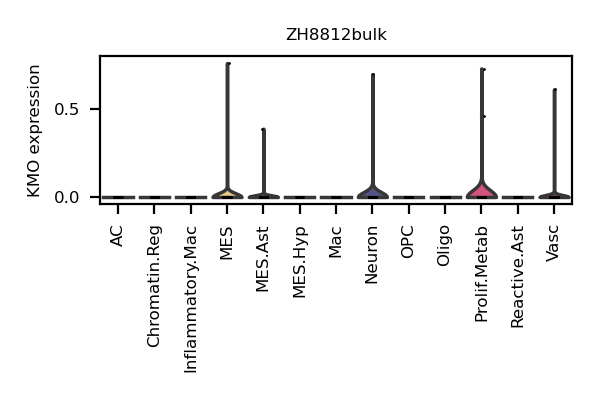 ZH8812bulk
KMO expression
0.5
0.0
AC
Chromatin.Reg
Inflammatory.Mac
MES
MES.Ast
MES.Hyp
Mac
Neuron
OPC
Oligo
Prolif.Metab
Reactive.Ast
Vasc